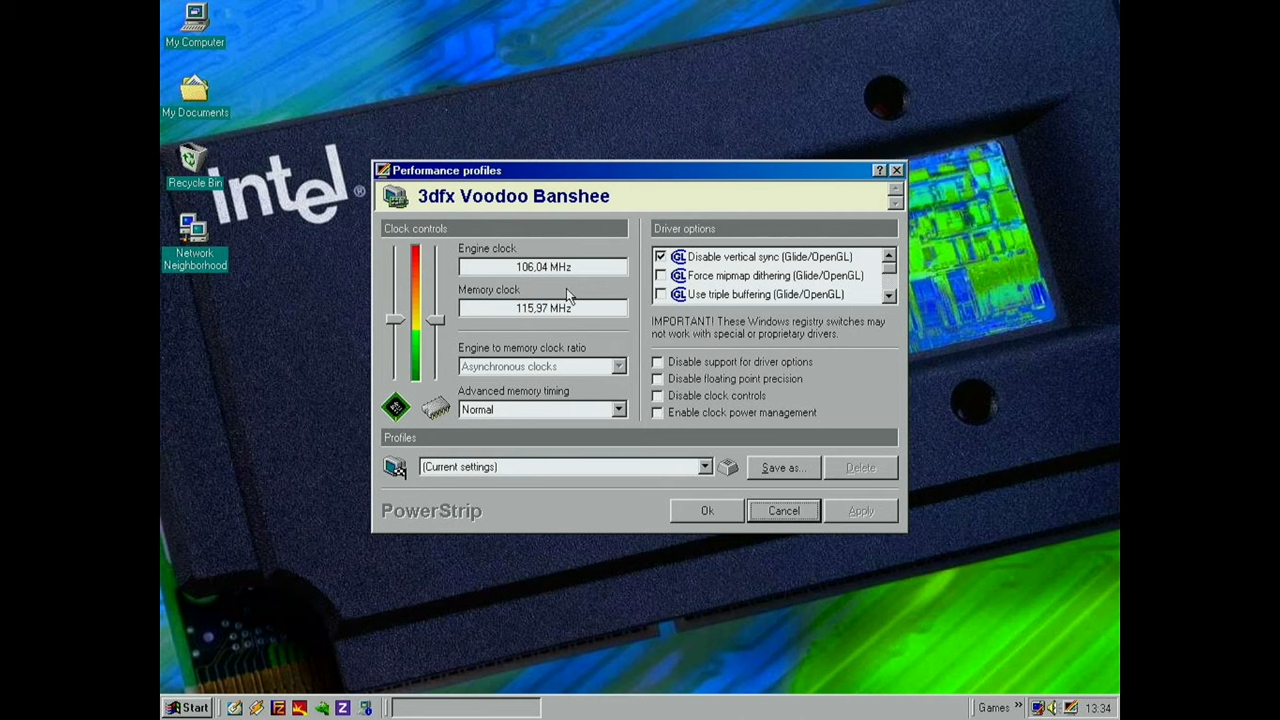 My Computer
My Documents
Recycle Bin
Network
Neighborhood
intel®
Performance profiles
3dfx Voodoo Banshee
Clock controls
Engine clock
106,04 MHz
Memory clock
115,97 MHz
Engine to memory clock ratio
Asynchronous clocks
Advanced memory timing
Normal
Driver options
Disable vertical sync (Glide/OpenGL)
Force mipmap dithering (Glide/OpenGL)
Use triple buffering (Glide/OpenGL)
IMPORTANT! These Windows registry switches may
not work with special or proprietary drivers.
Disable support for driver options
Disable floating point precision
Disable clock controls
Enable clock power management
Profiles
(Current settings)
Save as...
Delete
PowerStrip
Ok
Cancel
Apply
Start
Games »
13.34